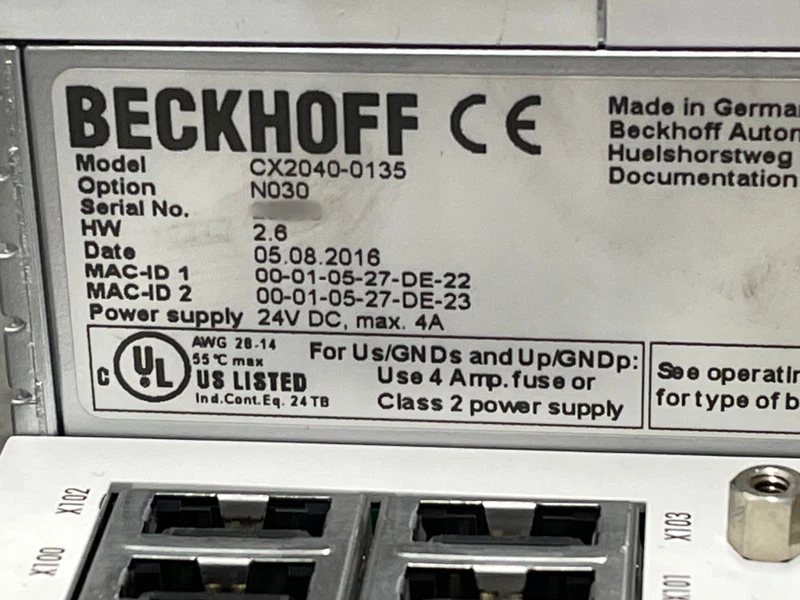 BECKHOFF CE
Made in Germa
Beckhoff Autom
Huelshorstweg
Documentation
Model CX2040-0135
Option N030
Serial No.
HW 2.6
Date 05.08.2016
MAC-ID 1 00-01-05-27-DE-22
MAC-ID 2 00-01-05-27-DE-23
Power supply 24V DC, max. 4A
C UL US LISTED
AWG 28-14
55°C max
Ind.Cont.Eq. 24TB
For Us/GNDs and Up/GNDp:
Use 4 Amp. fuse or
Class 2 power supply
See operatin
for type of b
X102
X100
X103
X101